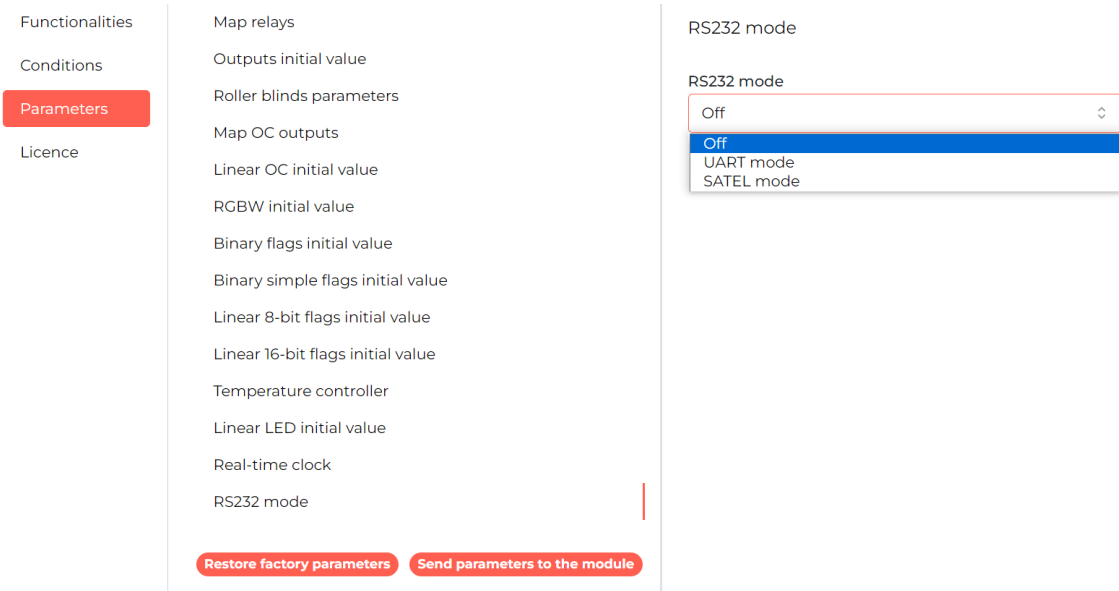 Functionalities
Conditions
Parameters
Licence
Map relays
Outputs initial value
Roller blinds parameters
Map OC outputs
Linear OC initial value
RGBW initial value
Binary flags initial value
Binary simple flags initial value
Linear 8-bit flags initial value
Linear 16-bit flags initial value
Temperature controller
Linear LED initial value
Real-time clock
RS232 mode
Restore factory parameters
Send parameters to the module
RS232 mode
RS232 mode
Off
Off
UART mode
SATEL mode